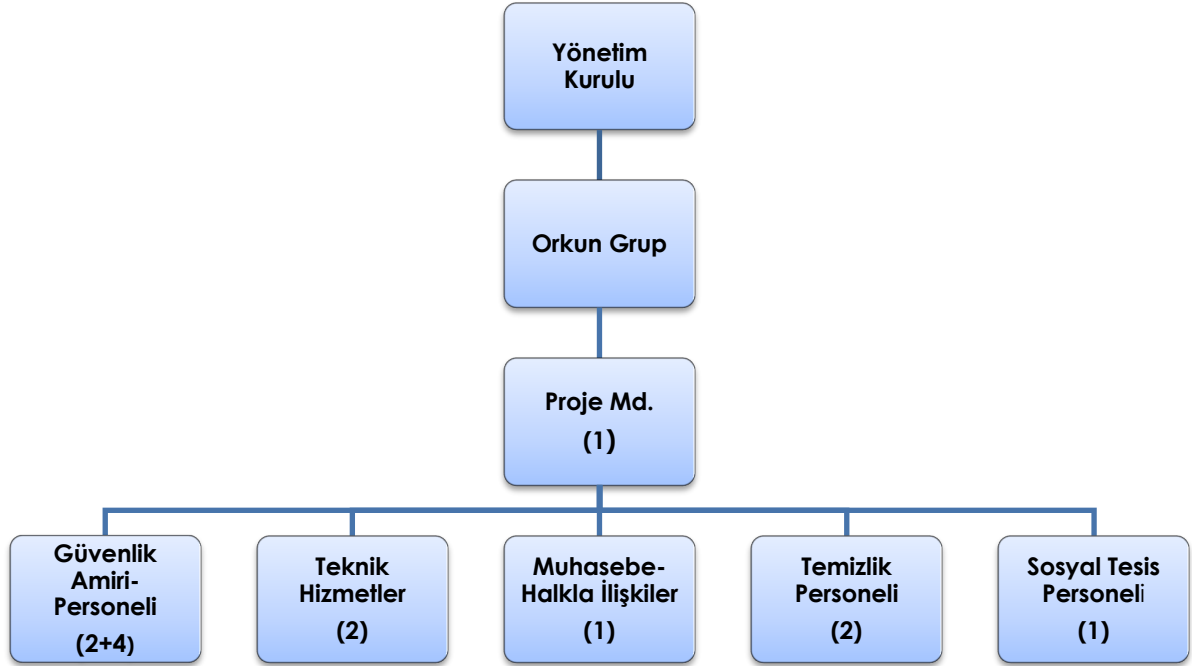 Yönetim
Kurulu
Orkun Grup
Proje Md.
(1)
Güvenlik
Amiri-
Personeli
(2+4)
Teknik
Hizmetler
(2)
Muhasebe-
Halkla İlişkiler
(1)
Temizlik
Personeli
(2)
Sosyal Tesis
Personeli
(1)